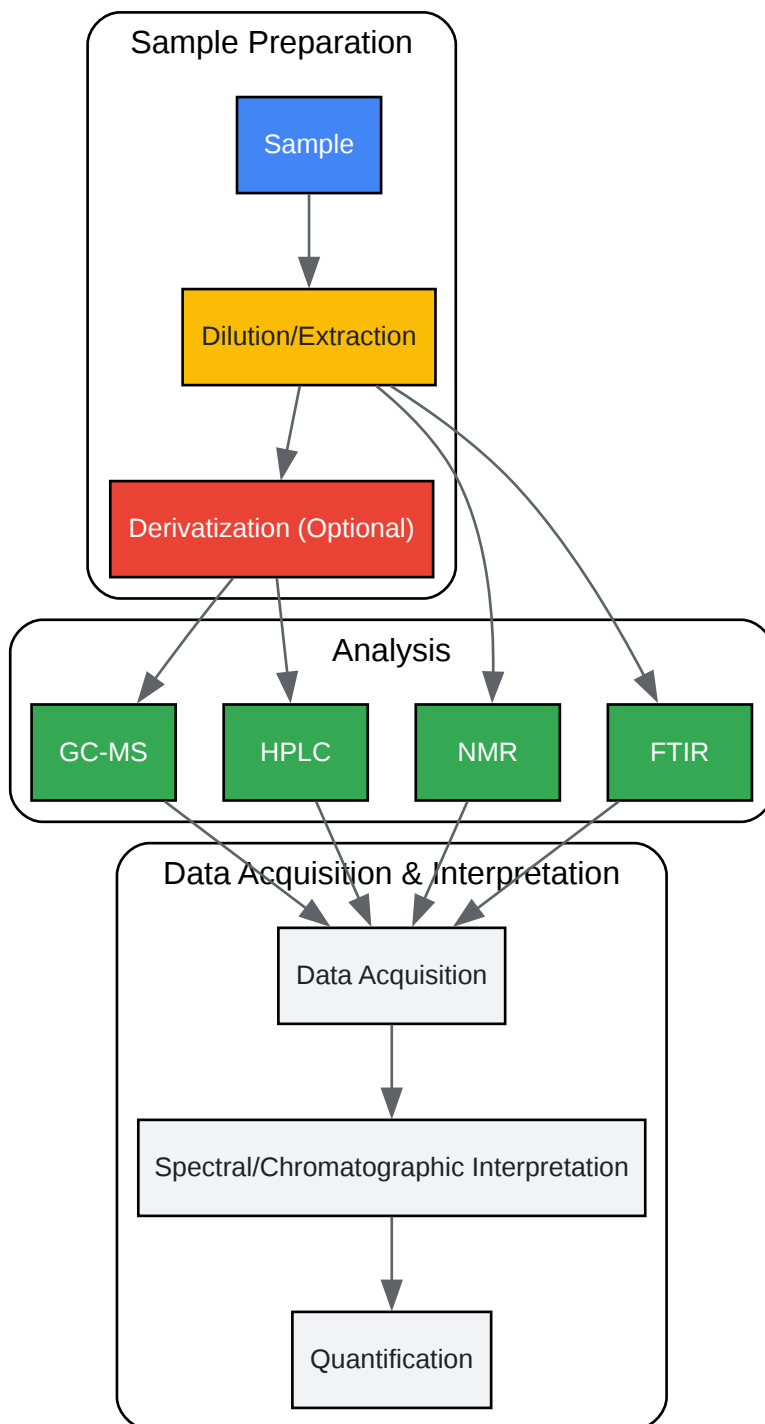 Sample Preparation
Sample
Dilution/Extraction
Derivatization (Optional)
Analysis
GC-MS
HPLC
NMR
FTIR
Data Acquisition & Interpretation
Data Acquisition
Spectral/Chromatographic Interpretation
Quantification